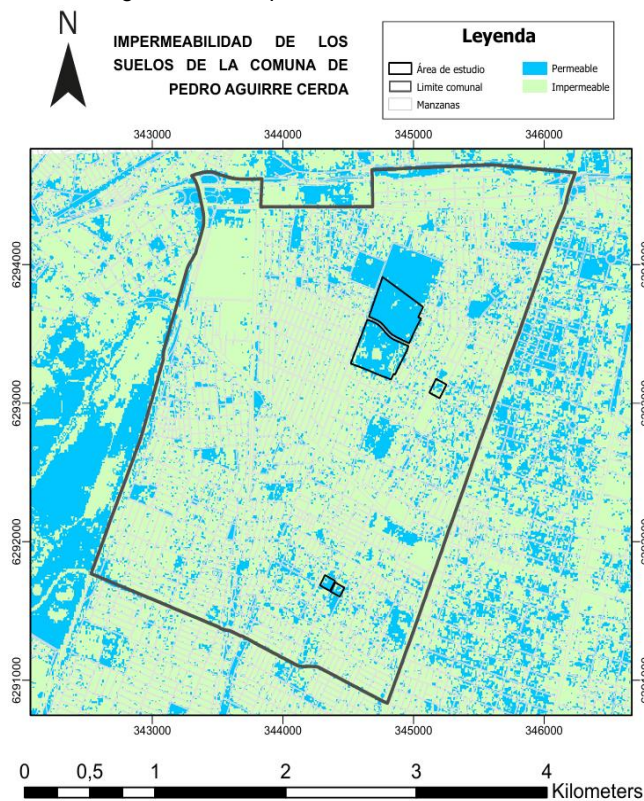 N
IMPERMEABILIDAD DE LOS
SUELOS DE LA COMUNA DE
PEDRO AGUIRRE CERDA
Leyenda
Área de estudio
Permeable
Limite comunal
Impermeable
Manzanas
343000 344000 345000 346000
6294000 6294000
6293000
6292000 6292000
6291000
343000 344000 345000 346000
0 0,5 1 2 3 4
Kilometers